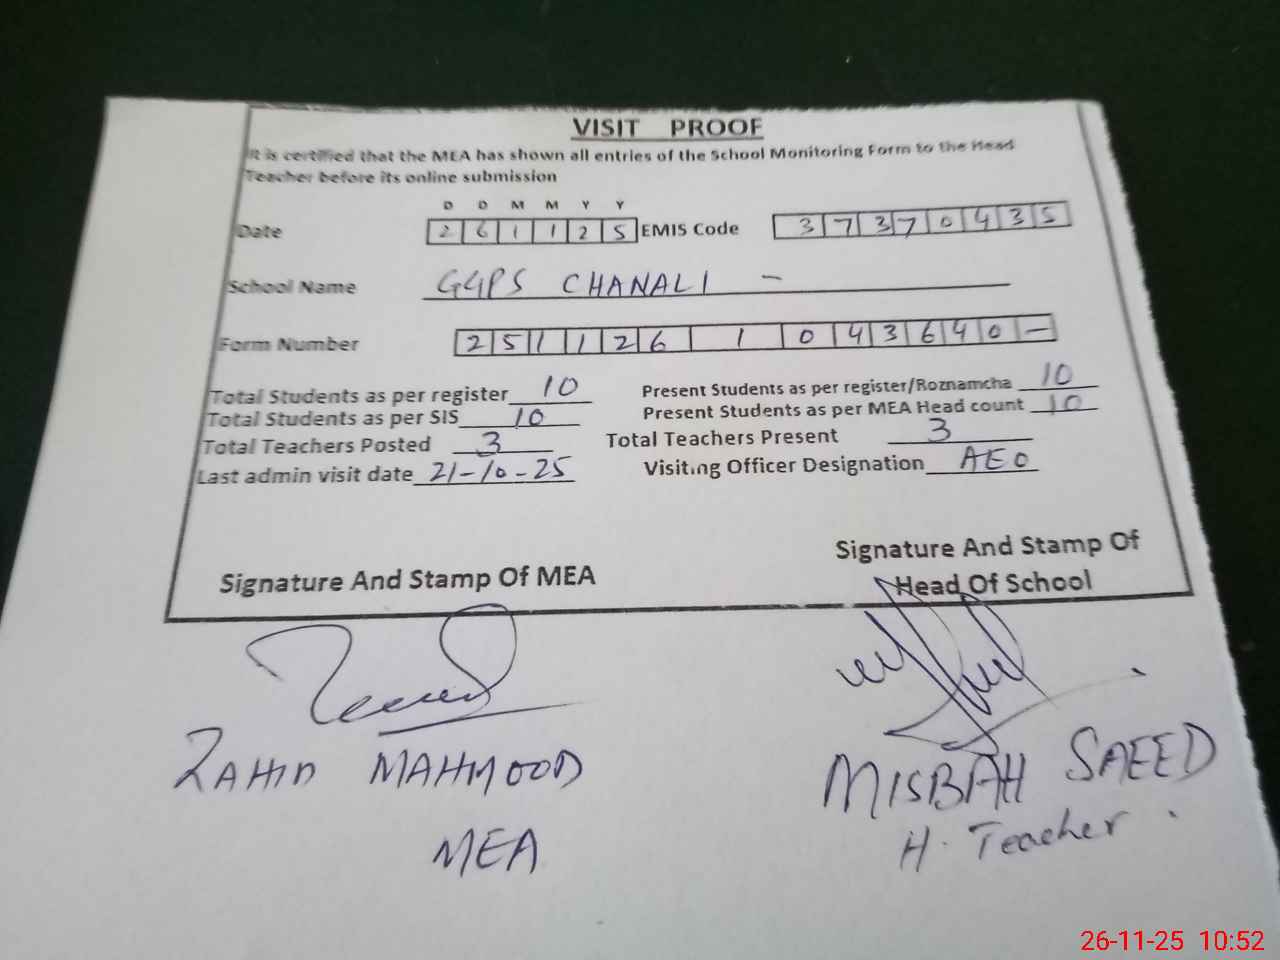 VISIT PROOF
It is certified that the MEA has shown all entries of the School Monitoring Form to the Head
Teacher before its online submission
D D M M Y Y
Date 2 6 1 1 2 5 EMIS Code 3 7 3 7 0 4 3 5
School Name GGPS CHANALI -
Form Number 2 5 1 1 2 6 1 0 4 3 6 4 0 -
Total Students as per register 10 Present Students as per register/Roznamcha 10
Total Students as per SIS 10 Present Students as per MEA Head count 10
Total Teachers Posted 3 Total Teachers Present 3
Last admin visit date 21-10-25 Visiting Officer Designation AEO
Signature And Stamp Of MEA Signature And Stamp Of
Head Of School
ZAHID MAHMOOD MISBAH SAEED
MEA H. Teacher.
26-11-25 10:52